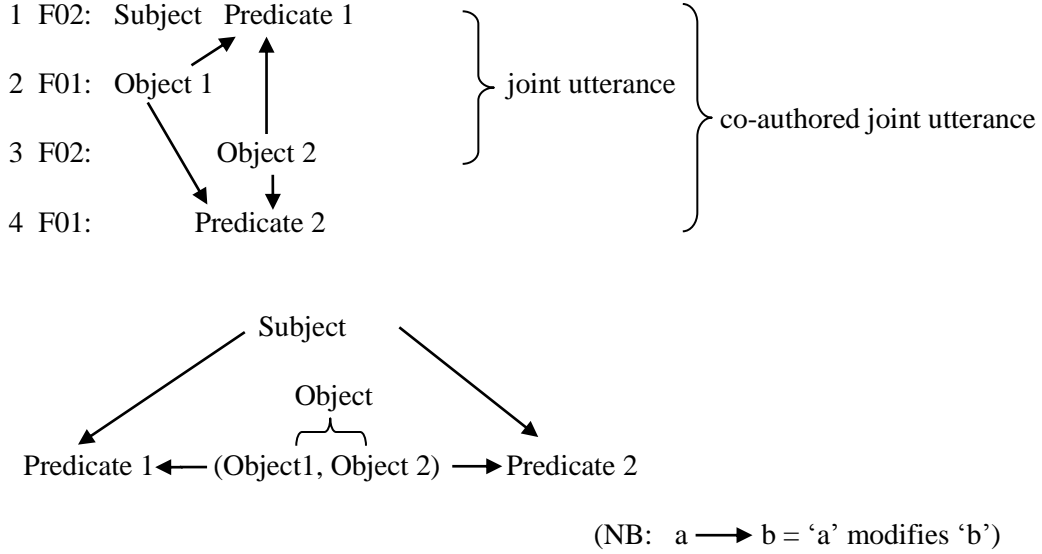 1 F02: Subject Predicate 1
2 F01: Object 1
joint utterance
co-authored joint utterance
3 F02: Object 2
4 F01: Predicate 2
Subject
Object
Predicate 1 (Object1, Object 2) Predicate 2
(NB: a → b = ‘a’ modifies ‘b’)